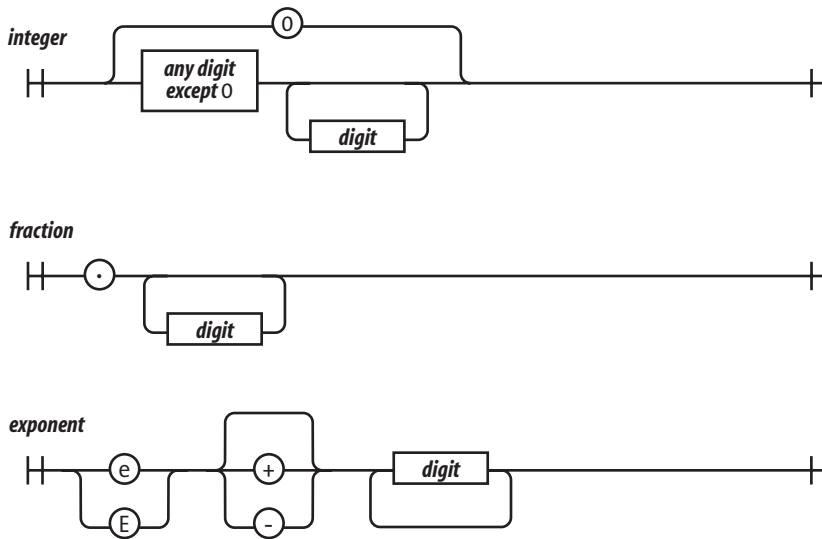 0
integer
any digit
except 0
digit
fraction
.
digit
exponent
e
+
digit
E
-